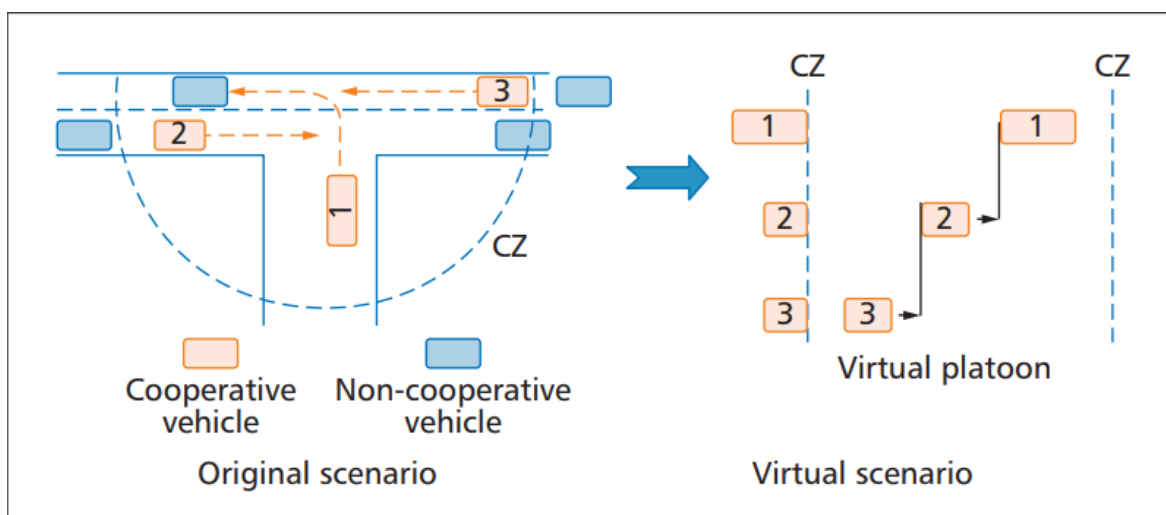 3
2
1
CZ
Cooperative
vehicle
Non-cooperative
vehicle
Original scenario
CZ
CZ
1
1
2
2
3
3
Virtual platoon
Virtual scenario